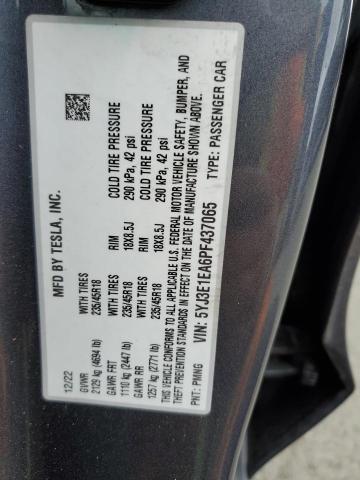 MFD BY TESLA, INC.
12/22
GVWR
2129 kg (4694 lb)
GAWR FRT WITH TIRES RIM COLD TIRE PRESSURE
1110 kg (2447 lb) 235/45R18 18X8.5J 290 kPa, 42 psi
GAWR RR WITH TIRES RIM COLD TIRE PRESSURE
1257 kg (2771 lb) 235/45R18 18X8.5J 290 kPa, 42 psi
THIS VEHICLE CONFORMS TO ALL APPLICABLE U.S. FEDERAL MOTOR VEHICLE SAFETY, BUMPER, AND
THEFT PREVENTION STANDARDS IN EFFECT ON THE DATE OF MANUFACTURE SHOWN ABOVE.
VIN: 5YJ3E1EA6PF437065 TYPE: PASSENGER CAR
PNT: PMNG